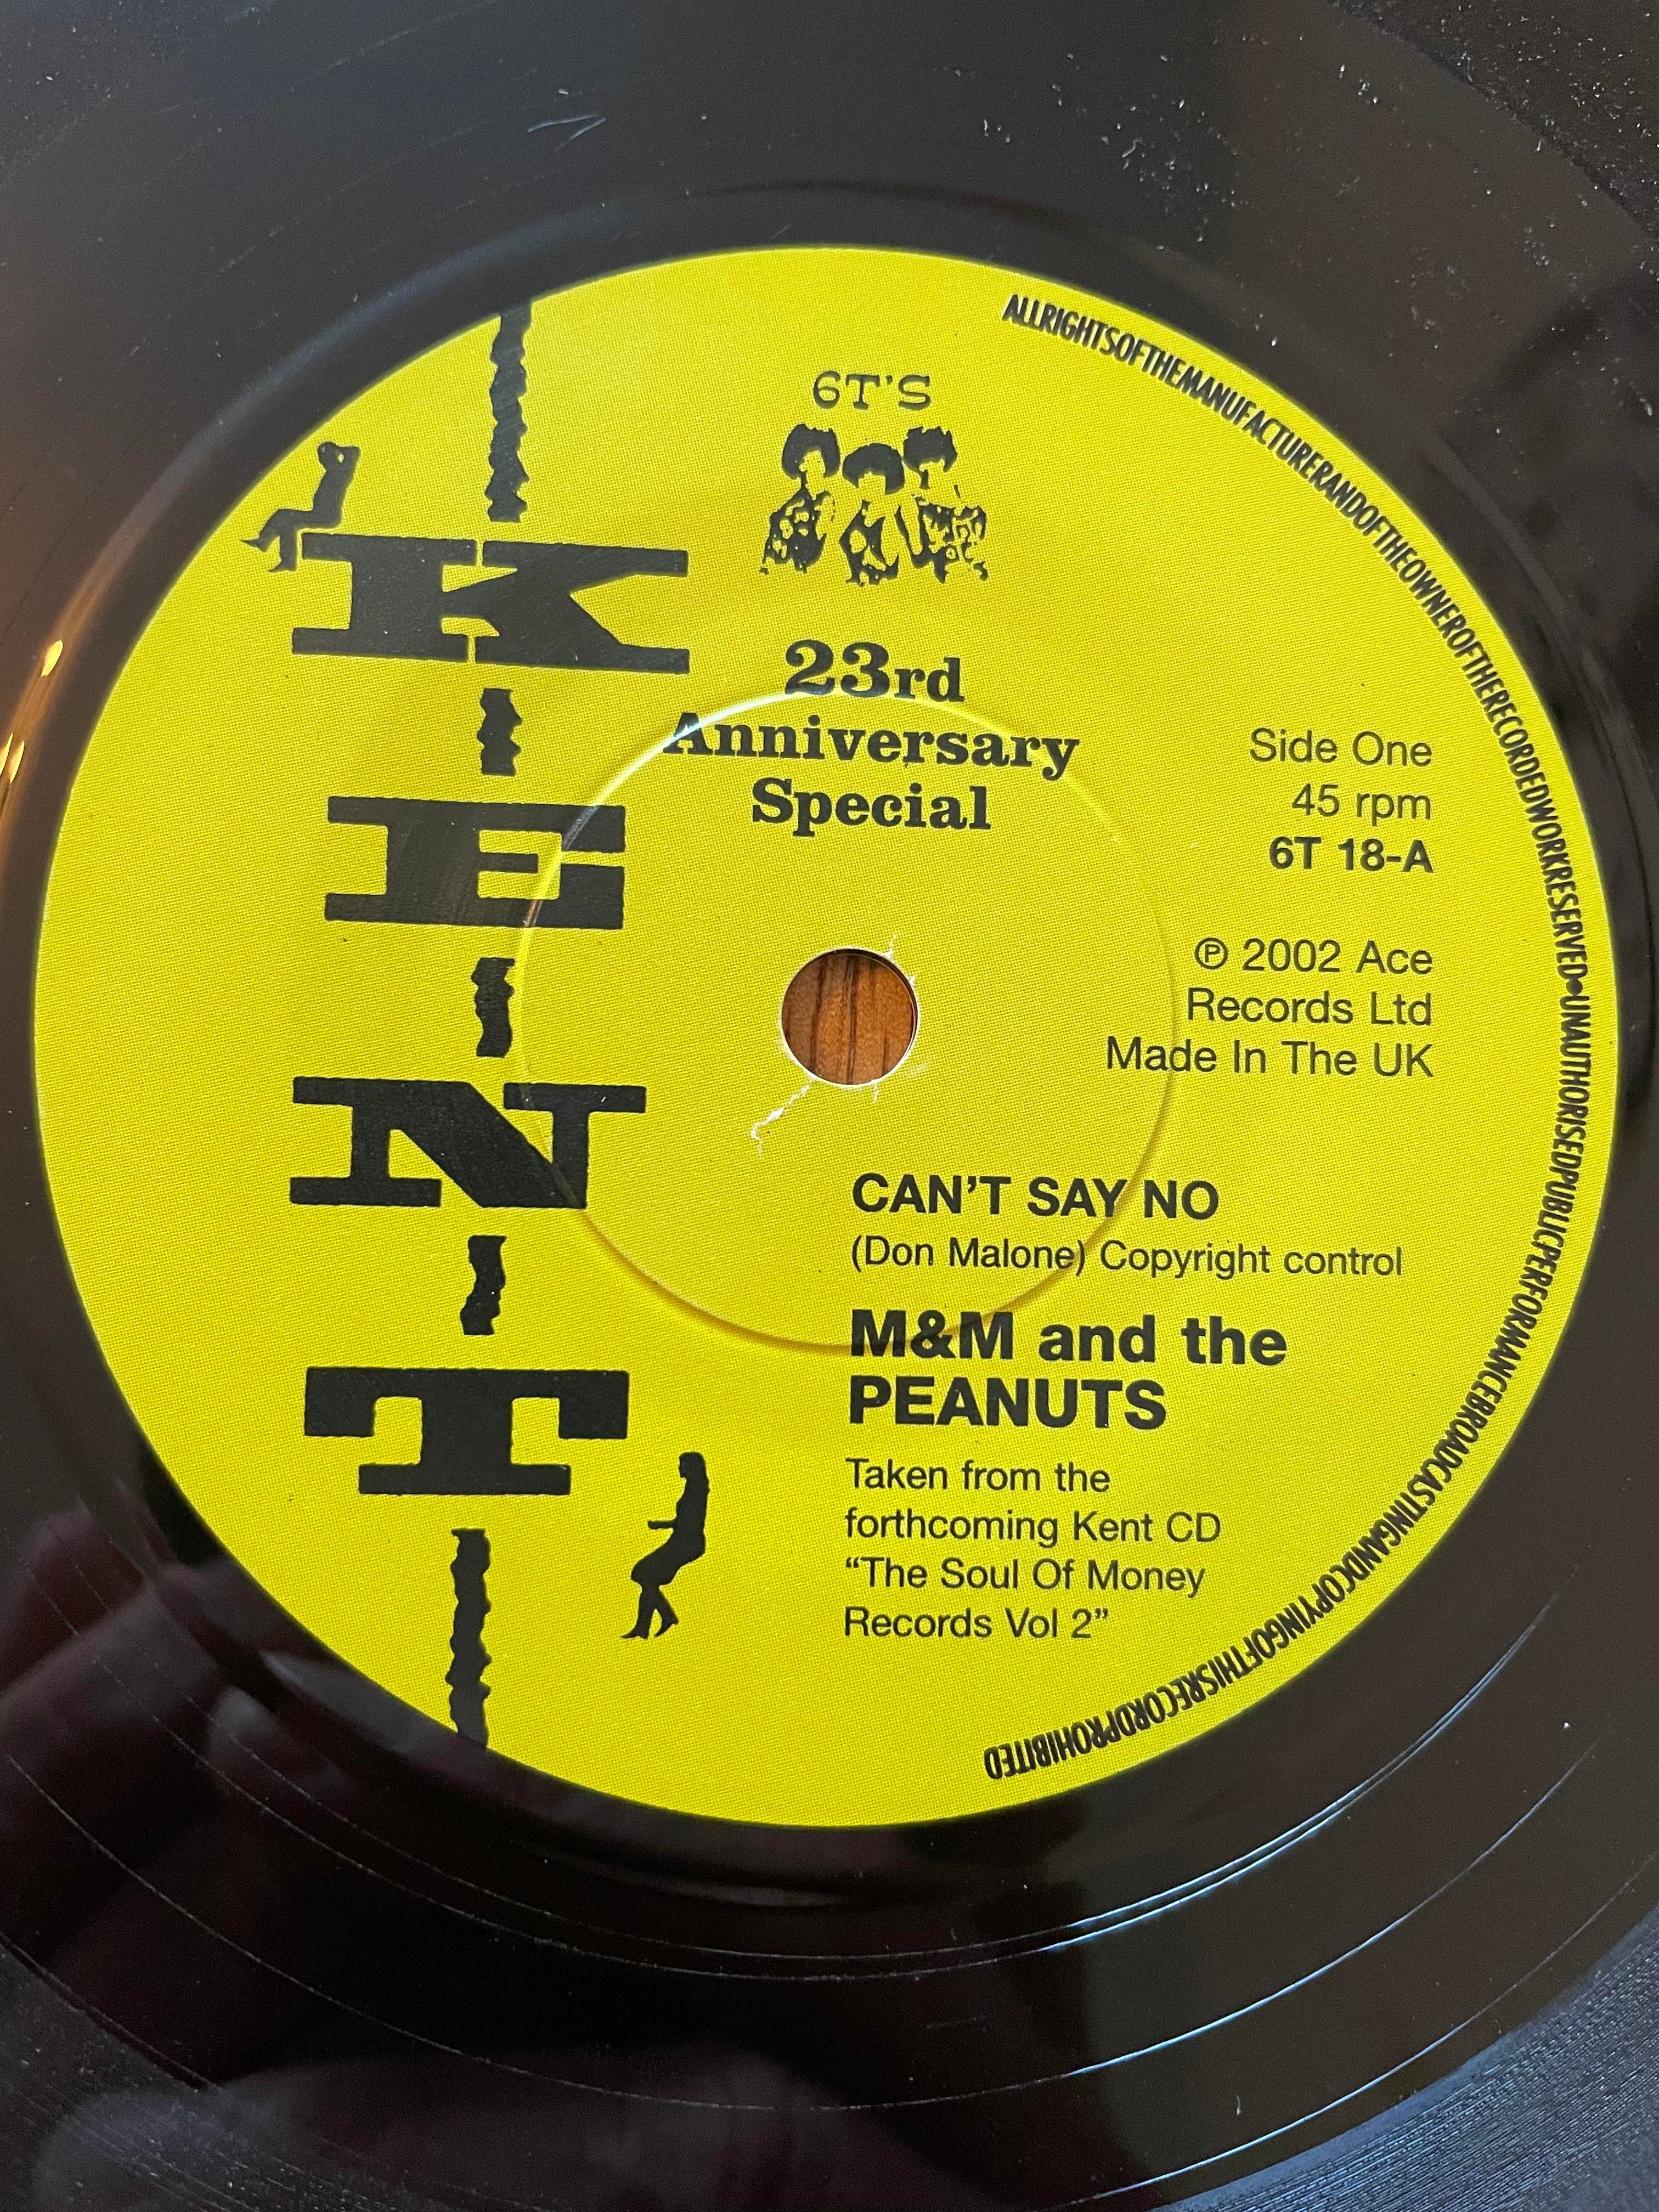 6T'S
KENT
23rd
Anniversary
Special
Side One
45 rpm
6T 18-A
℗ 2002 Ace
Records Ltd
Made In The UK
CAN'T SAY NO
(Don Malone) Copyright control
M&M and the
PEANUTS
Taken from the
forthcoming Kent CD
“The Soul Of Money
Records Vol 2”
ALLRIGHTSOFTHEMANUFACTURERANDOFTHEOWNEROFTHERECORDEDWORKRESERVED•UNAUTHORISEDPUBLICPERFORMANCEBROADCASTINGANDCOPYINGOFTHISRECORDPROHIBITED